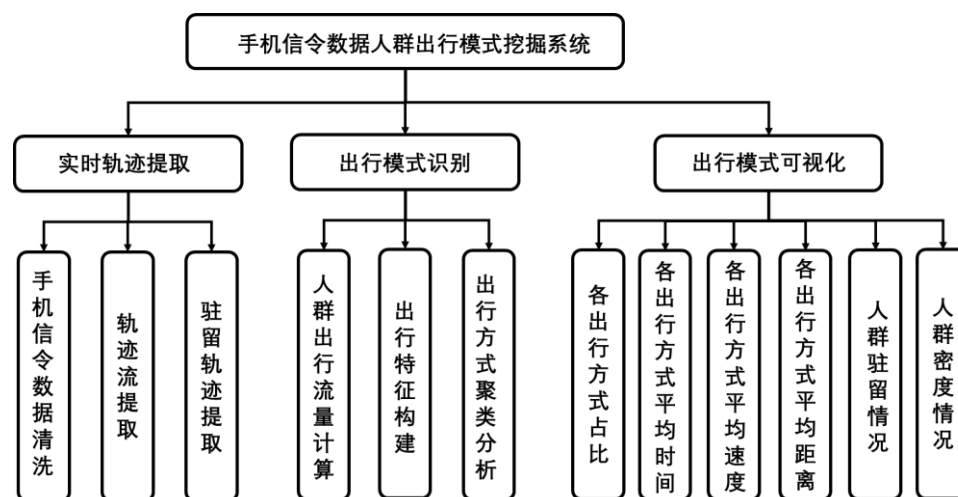 手机信令数据人群出行模式挖掘系统
实时轨迹提取
出行模式识别
出行模式可视化
手机信令数据清洗
轨迹流提取
驻留轨迹提取
人群出行流量计算
出行特征构建
出行方式聚类分析
各出行方式占比
各出行方式平均时间
各出行方式平均速度
各出行方式平均距离
人群驻留情况
人群密度情况